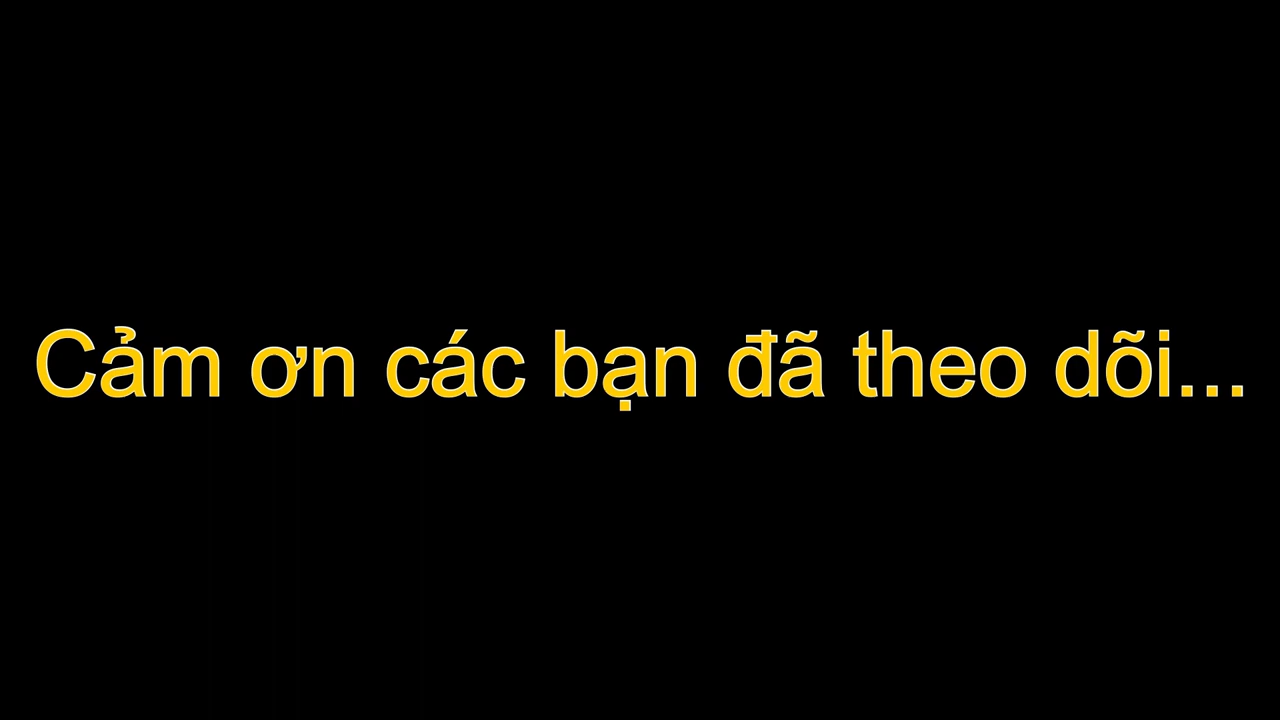 Cảm ơn các bạn đã theo dõi...